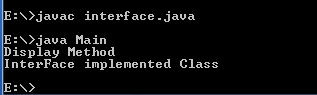 E:\>javac interface.java
E:\>java Main
Display Method
InterFace implemented Class
E:\>